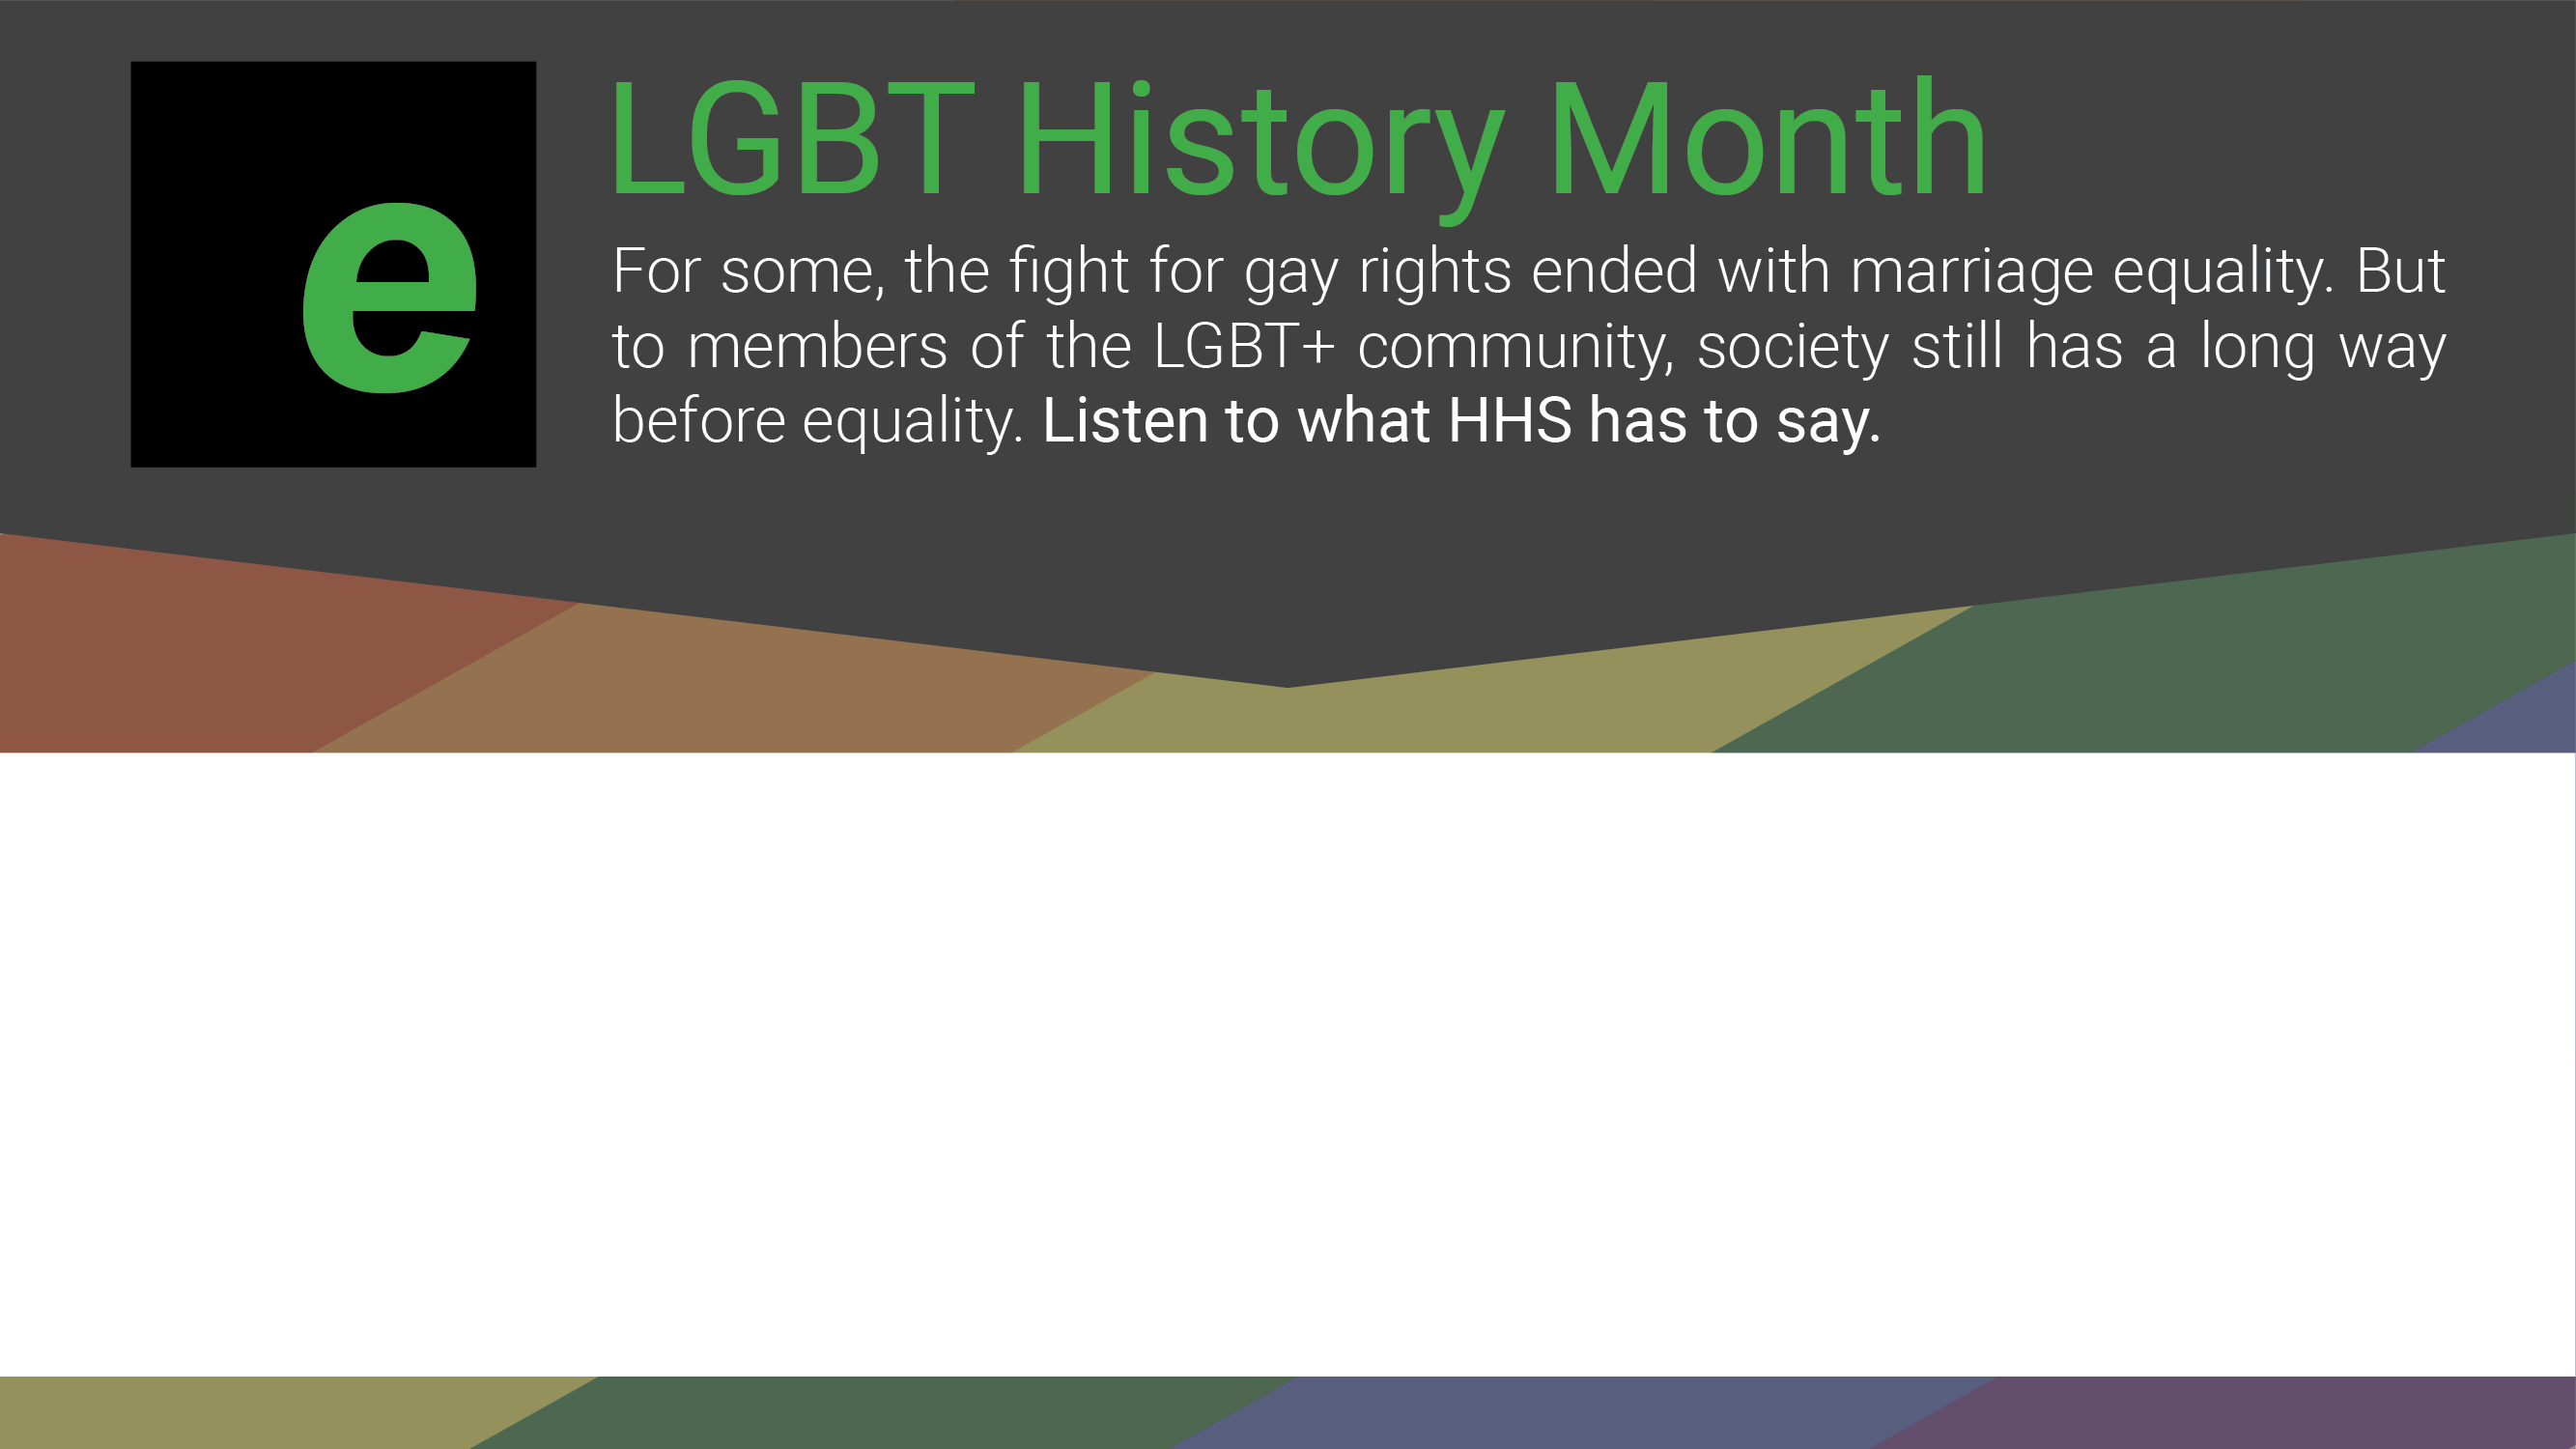 e
LGBT History Month
For some, the fight for gay rights ended with marriage equality. But
to members of the LGBT+ community, society still has a long way
before equality. Listen to what HHS has to say.